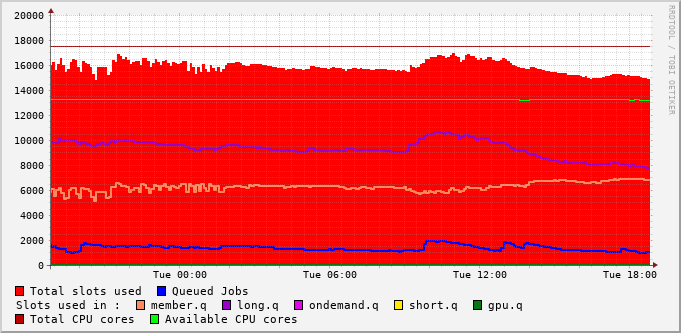 20000
18000
16000
14000
12000
10000
8000
6000
4000
2000
0
Tue 00:00 Tue 06:00 Tue 12:00 Tue 18:00
Total slots used Queued Jobs
Slots used in : member.q long.q ondemand.q short.q gpu.q
Total CPU cores Available CPU cores
RRDTOOL / TOBI OETIKER